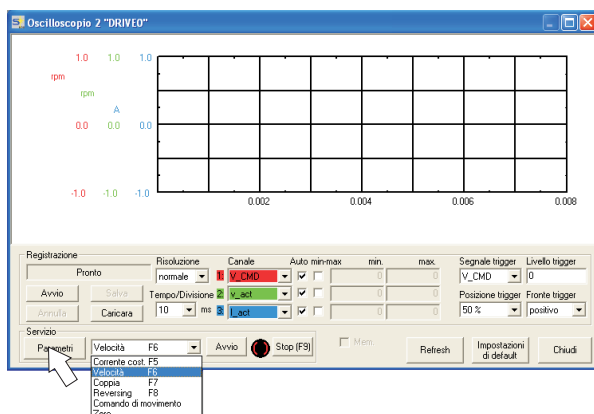 Oscilloscopio 2 "DRIVE0"
1.0 1.0 1.0
rpm
rpm
A
0.0 0.0 0.0
-1.0 -1.0 -1.0
0.002 0.004 0.006 0.008
Registrazione
Pronto
Avvio Salva
Annulla Caricara
Risoluzione
normale
Tempo/Divisione
10 ms
Canale Auto min-max min. max.
1: V_CMD 0 0
2: v_act 0 0
3: I_act 0 0
Segnale trigger Livello trigger
V_CMD 0
Posizione trigger Fronte trigger
50 % positivo
Servizio
Parametri Velocità F6 Avvio Stop (F9) Mem. Refresh Impostazioni di default Chiudi
Corrente cost. F5
Velocità F6
Coppia F7
Reversing F8
Comando di movimento
Zero